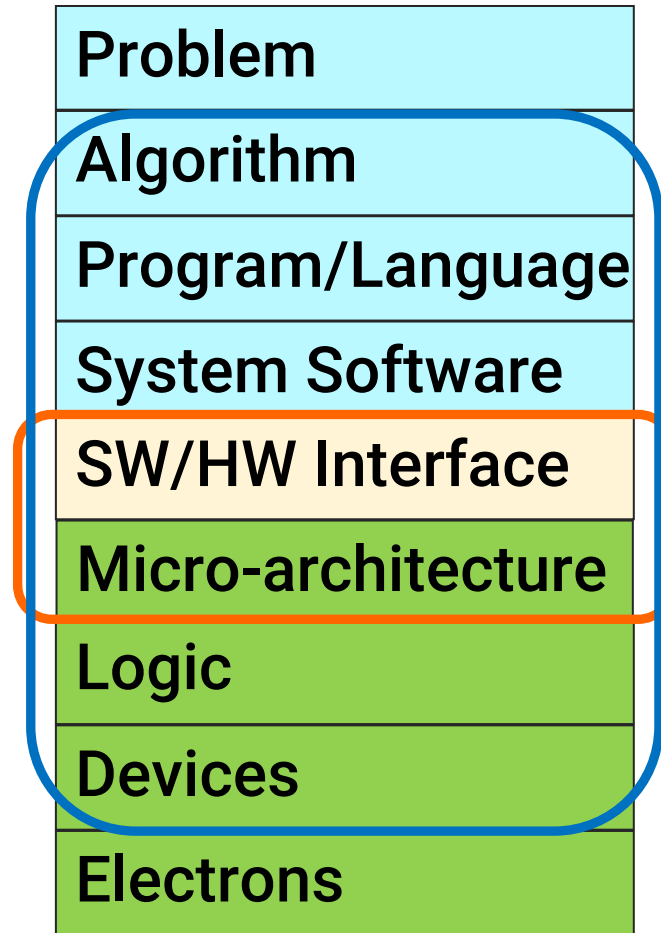 Problem
Algorithm
Program/Language
System Software
SW/HW Interface
Micro-architecture
Logic
Devices
Electrons